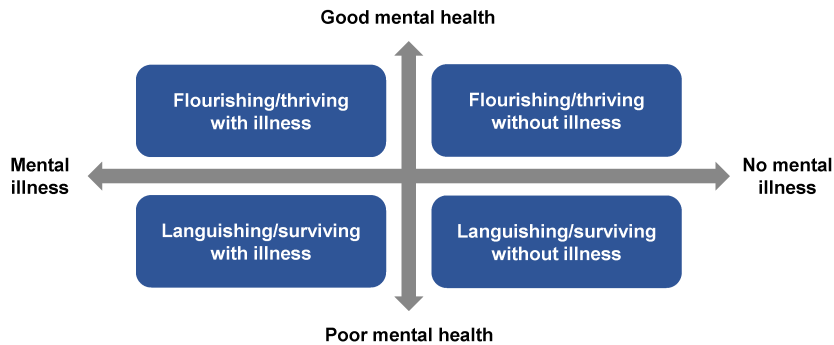 Good mental health
Flourishing/thriving
with illness
Flourishing/thriving
without illness
Mental
illness
No mental
illness
Languishing/surviving
with illness
Languishing/surviving
without illness
Poor mental health